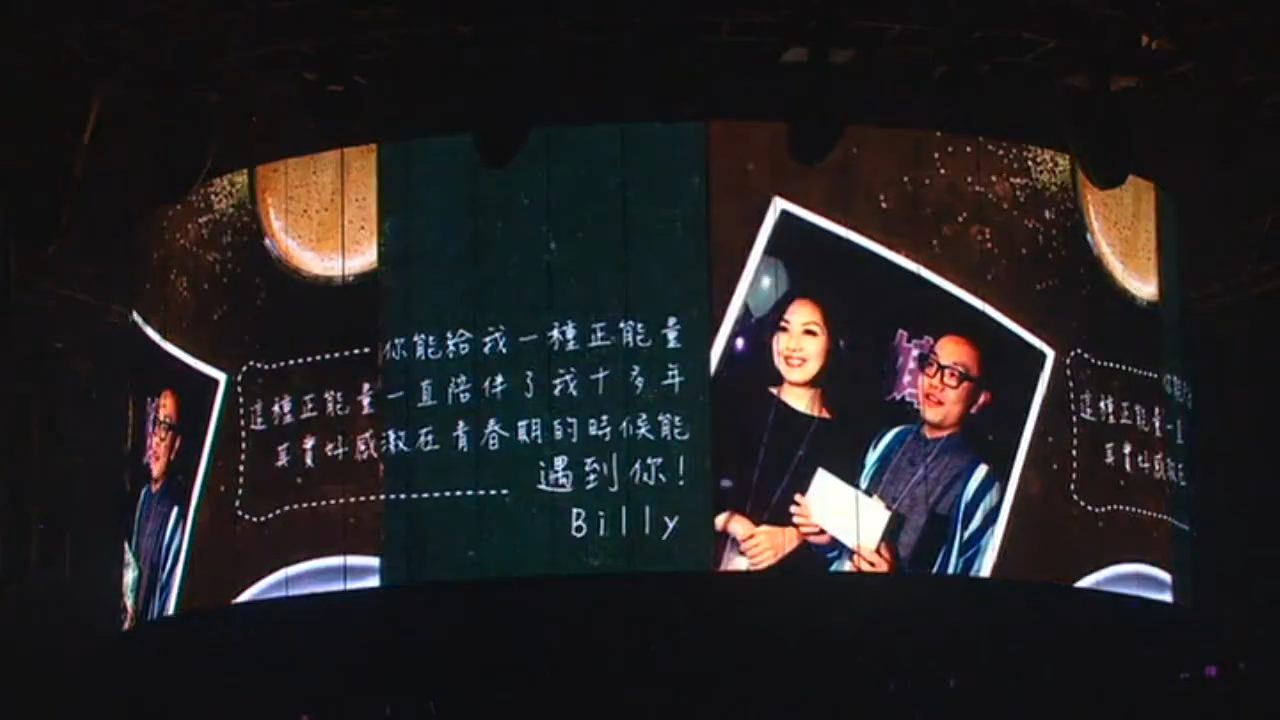 你能給我一種正能量
這種正能量一直陪伴了我十多年
其實好感激在青春期的時候能
遇到你！
Billy